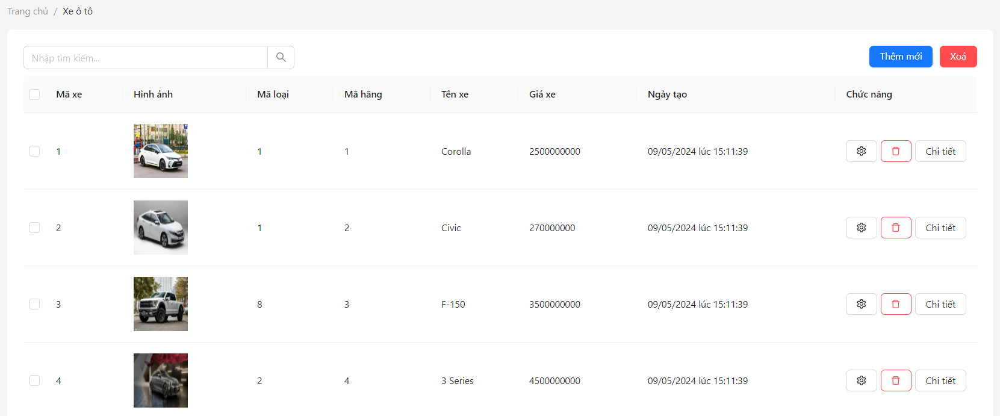 Trang chủ / Xe ô tô
Nhập tìm kiếm...
Thêm mới Xoá
Mã xe Hình ảnh Mã loại Mã hãng Tên xe Giá xe Ngày tạo Chức năng
1 1 1 Corolla 2500000000 09/05/2024 lúc 15:11:39 Chi tiết
2 1 2 Civic 270000000 09/05/2024 lúc 15:11:39 Chi tiết
3 8 3 F-150 3500000000 09/05/2024 lúc 15:11:39 Chi tiết
4 2 4 3 Series 4500000000 09/05/2024 lúc 15:11:39 Chi tiết